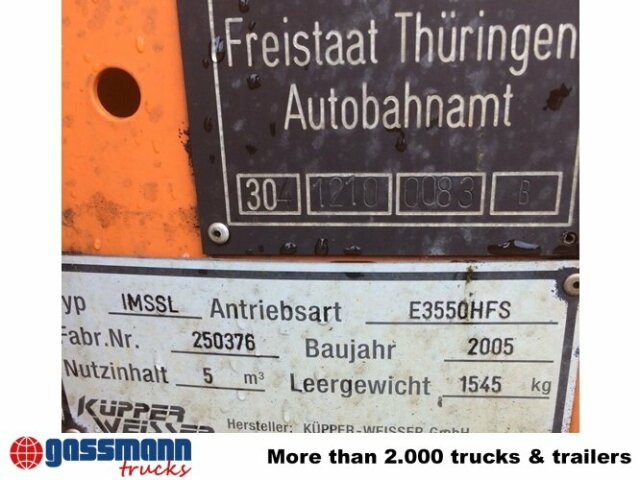 Freistaat Thüringen
Autobahnamt
304 1210 0083 B
yp IMSSL Antriebsart E3550HFS
Fabr.Nr. 250376 Baujahr 2005
Nutzinhalt 5 m³ Leergewicht 1545 kg
KÜPPER
WEISSER Hersteller: KÜPPER-WEISSER GmbH
gassmann
trucks
More than 2.000 trucks & trailers